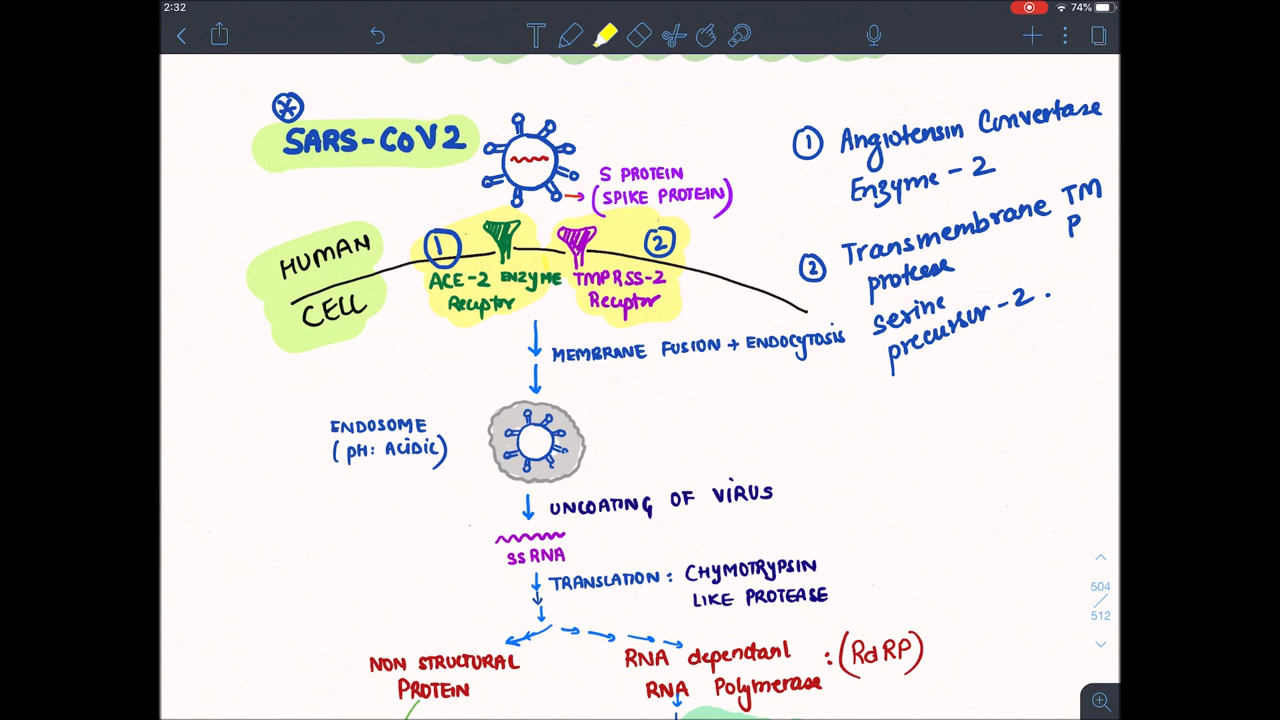 2:32
74%
T
SARS-COV2
S PROTEIN
(SPIKE PROTEIN)
HUMAN
CELL
1
ACE-2 ENZYME
Receptor
2
TMPRSS-2
Receptor
1 Angiotensin Convertase
Enzyme-2
2 Transmembrane TM
protease P
serine
precursor-2.
MEMBRANE FUSION + ENDOCYTOSIS
ENDOSOME
(pH: ACIDIC)
UNCOATING OF VIRUS
SSRNA
TRANSLATION: CHYMOTRYPSIN
LIKE PROTEASE
NON STRUCTURAL
PROTEIN
RNA dependant :(RdRP)
RNA Polymerase
504
512